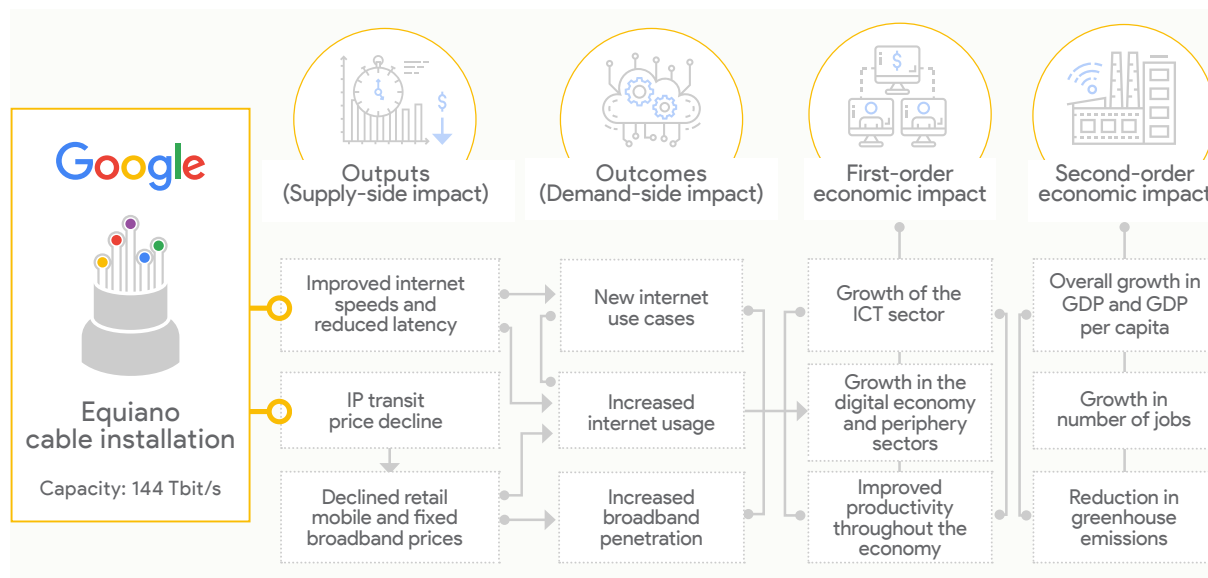 Google
Equiano
cable installation
Capacity: 144 Tbit/s
Outputs
(Supply-side impact)
Improved internet
speeds and
reduced latency
IP transit
price decline
Declined retail
mobile and fixed
broadband prices
Outcomes
(Demand-side impact)
New internet
use cases
Increased
internet usage
Increased
broadband
penetration
First-order
economic impact
Growth of the
ICT sector
Growth in the
digital economy
and periphery
sectors
Improved
productivity
throughout the
economy
Second-order
economic impact
Overall growth in
GDP and GDP
per capita
Growth in
number of jobs
Reduction in
greenhouse
emissions
$
$